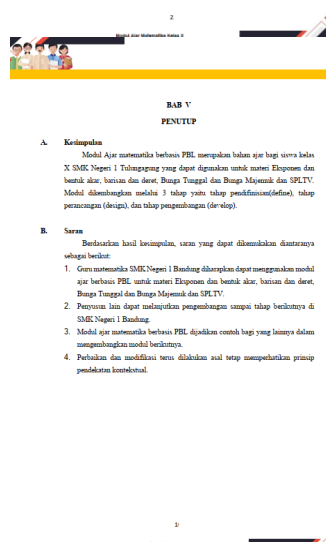 2
Modul Ajar Matematika Kelas X
BAB V
PENUTUP
A. Kesimpulan
Modul Ajar matematika berbasis PBL merupakan bahan ajar bagi siswa kelas
X SMK Negeri 1 Tulungagung yang dapat digunakan untuk materi Eksponen dan
bentuk akar, barisan dan deret, Bunga Tunggal dan Bunga Majemuk dan SPLTV.
Modul dikembangkan melalui 3 tahap yaitu tahap pendifinisian(define), tahap
perancangan (design), dan tahap pengembangan (develop).
B. Saran
Berdasarkan hasil kesimpulan, saran yang dapat dikemukakan diantaranya
sebagai berikut:
1. Guru matematika SMK Negeri 1 Bandung diharapkan dapat menggunakan modul
ajar berbasis PBL untuk materi Eksponen dan bentuk akar, barisan dan deret,
Bunga Tunggal dan Bunga Majemuk dan SPLTV.
2. Penyusun lain dapat melanjutkan pengembangan sampai tahap berikutnya di
SMK Negeri 1 Bandung.
3. Modul ajar matematika berbasis PBL dijadikan contoh bagi yang lainnya dalam
mengembangkan modul berikutnya.
4. Perbaikan dan modifikasi terus dilakukan asal tetap memperhatikan prinsip
pendekatan kontekstual.